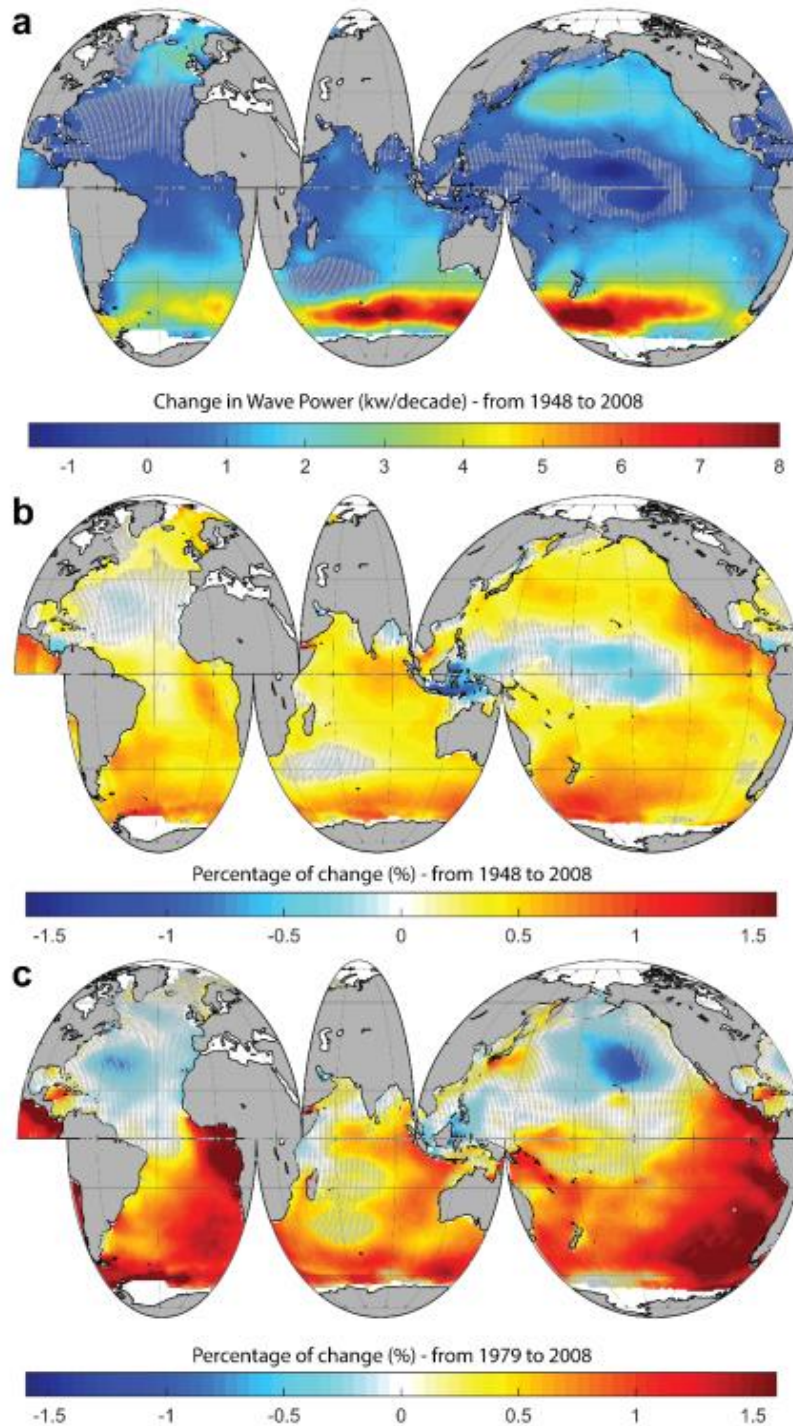 a
Change in Wave Power (kw/decade) - from 1948 to 2008
-1 0 1 2 3 4 5 6 7 8
b
Percentage of change (%) - from 1948 to 2008
-1.5 -1 -0.5 0 0.5 1 1.5
c
Percentage of change (%) - from 1979 to 2008
-1.5 -1 -0.5 0 0.5 1 1.5